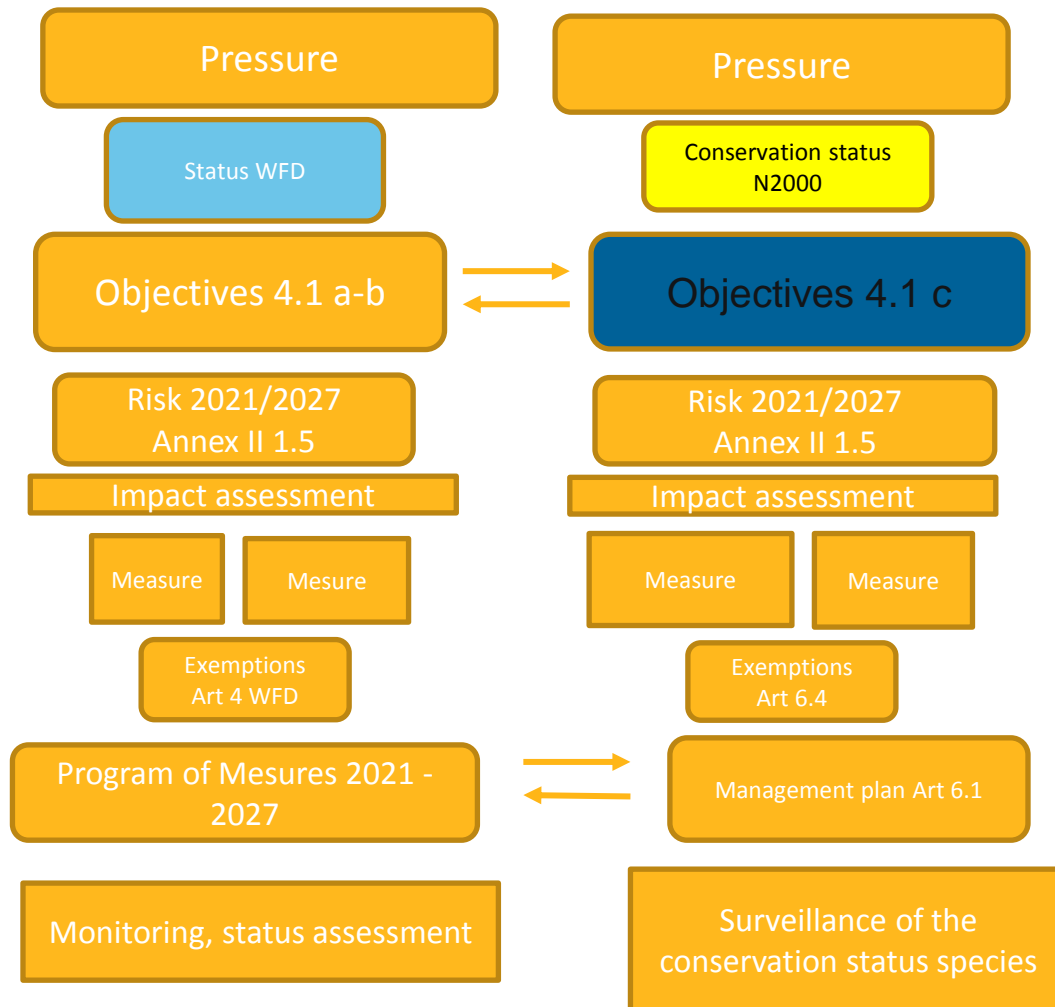 Pressure
Pressure
Status WFD
Conservation status
N2000
Objectives 4.1 a-b
Objectives 4.1 c
Risk 2021/2027
Annex II 1.5
Risk 2021/2027
Annex II 1.5
Impact assessment
Impact assessment
Measure
Mesure
Measure
Measure
Exemptions
Art 4 WFD
Exemptions
Art 6.4
Program of Mesures 2021 -
2027
Management plan Art 6.1
Monitoring, status assessment
Surveillance of the
conservation status species